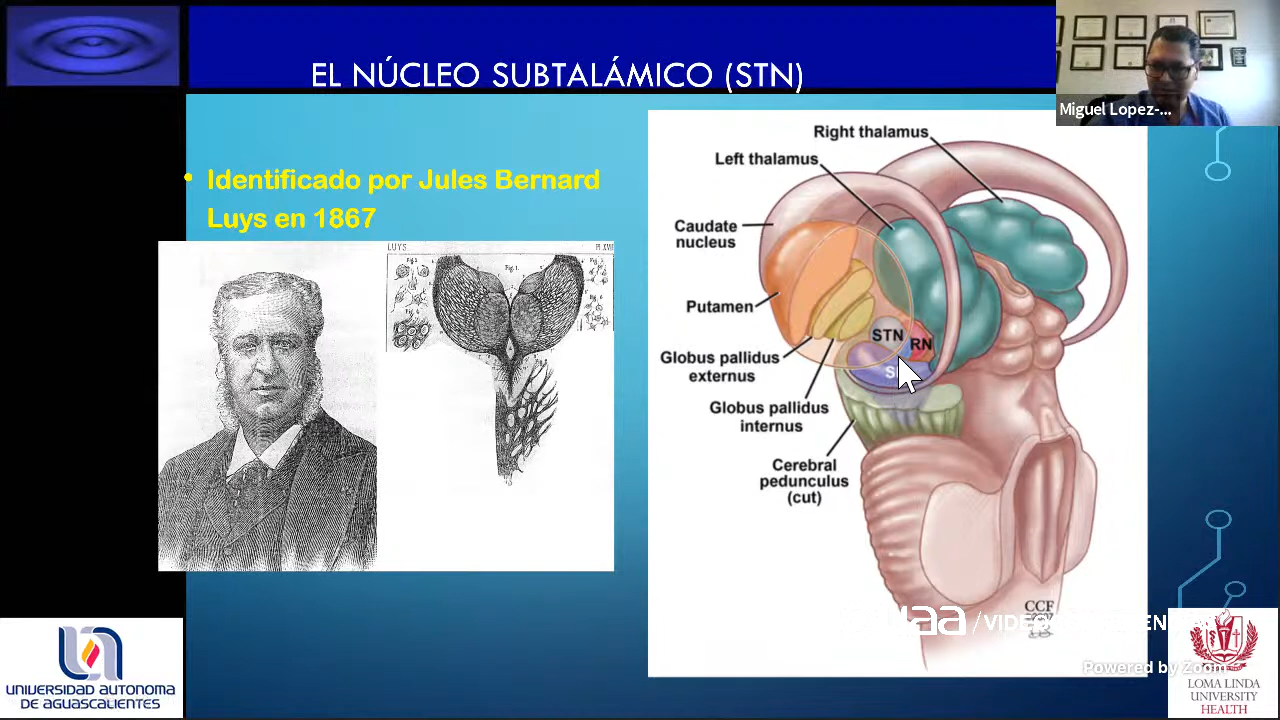 EL NÚCLEO SUBTALÁMICO (STN)
Miguel Lopez-...
• Identificado por Jules Bernard
Luys en 1867
LUYS.
Fig. 1.
Right thalamus
Left thalamus
Caudate
nucleus
Putamen
STN
RN
Globus pallidus
externus
Globus pallidus
internus
Cerebral
pedunculus
(cut)
CCF
Powered by Zoom
UNIVERSIDAD AUTONOMA
DE AGUASCALIENTES
LOMA LINDA
UNIVERSITY
HEALTH